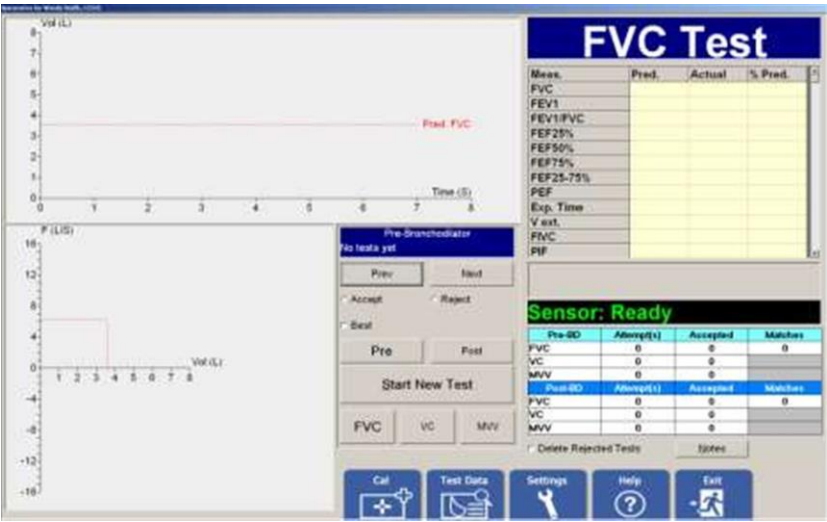 Vol (L)
8
7
6
5
4
3
2
1
0
Pred. FVC
Time (S)
0 1 2 3 4 5 6 7 8
F (L/S)
16
12
8
4
0
-4
-8
-12
-16
Vol (L)
1 2 3 4 5 6 7 8
Pre-Bronchodilator
No tests yet
Prev Next
Accept Reject
Best
Pre Post
Start New Test
FVC VC MVV
FVC Test
Meas. Pred. Actual % Pred.
FVC
FEV1
FEV1/FVC
FEF25%
FEF50%
FEF75%
FEF25-75%
PEF
Exp. Time
V ext.
FIVC
PIF
Sensor: Ready
Pre-BD Attempt(s) Accepted Matches
FVC 0 0 0
VC 0 0
MVV 0 0
Post-BD Attempt(s) Accepted Matches
FVC 0 0 0
VC 0 0
MVV 0 0
Delete Rejected Tests Notes
Cal Test Data Settings Help Exit